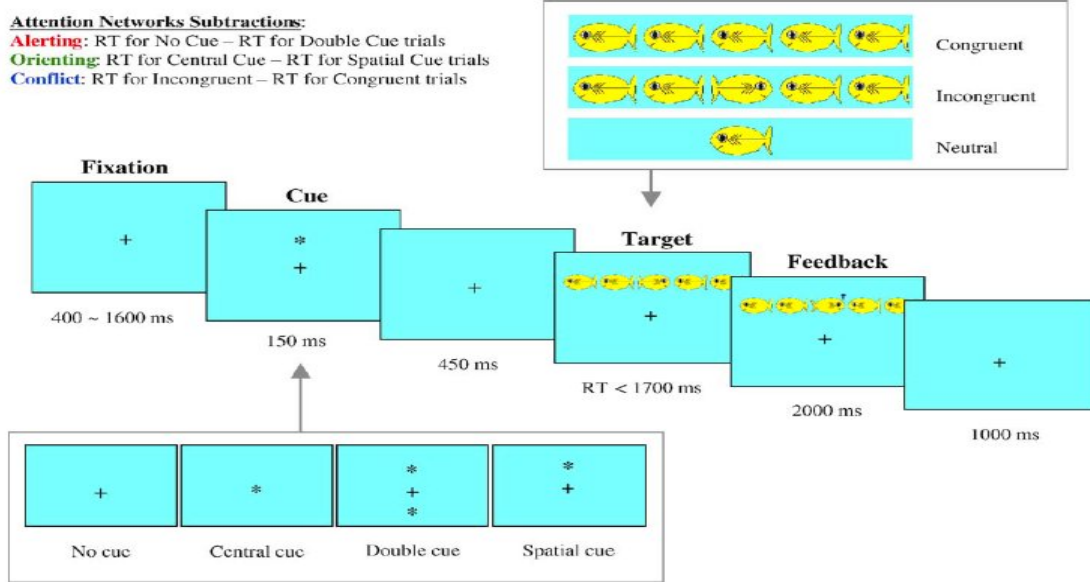 Attention Networks Subtractions:
Alerting: RT for No Cue – RT for Double Cue trials
Orienting: RT for Central Cue – RT for Spatial Cue trials
Conflict: RT for Incongruent – RT for Congruent trials
Congruent
Incongruent
Neutral
Fixation
Cue
Target
Feedback
400 ~ 1600 ms
150 ms
450 ms
RT < 1700 ms
2000 ms
1000 ms
No cue
Central cue
Double cue
Spatial cue